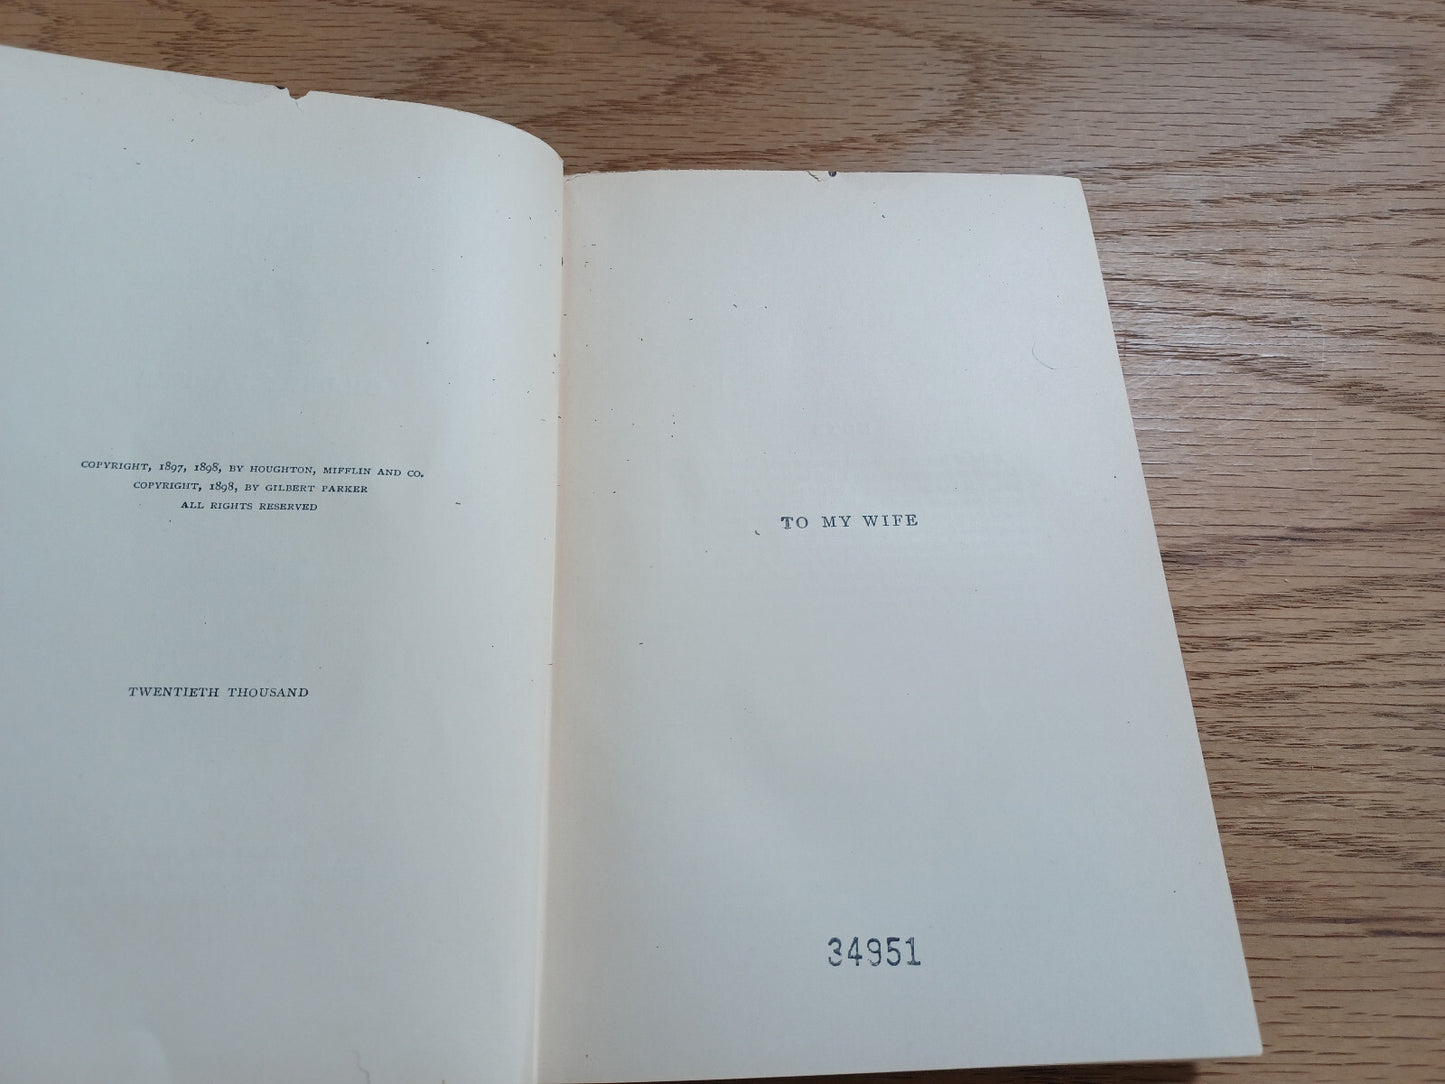 COPYRIGHT, 1897, 1898, BY HOUGHTON, MIFFLIN AND CO.
COPYRIGHT, 1898, BY GILBERT PARKER
ALL RIGHTS RESERVED
TWENTIETH THOUSAND
TO MY WIFE
34951